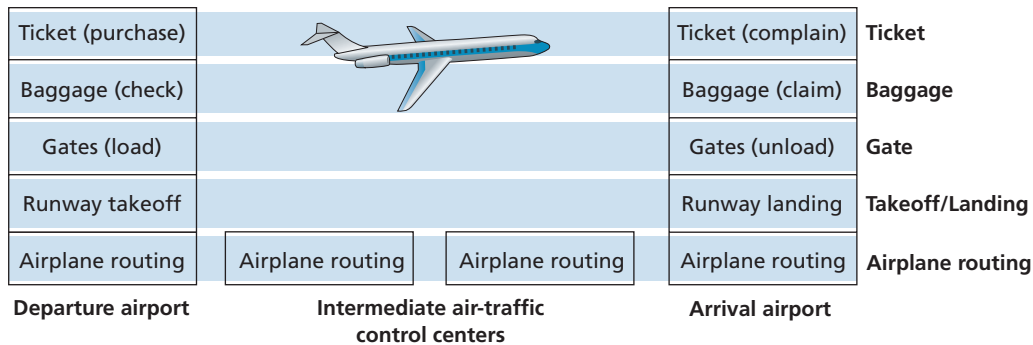 Ticket (purchase)
Ticket (complain)
Ticket
Baggage (check)
Baggage (claim)
Baggage
Gates (load)
Gates (unload)
Gate
Runway takeoff
Runway landing
Takeoff/Landing
Airplane routing
Airplane routing
Airplane routing
Airplane routing
Airplane routing
Departure airport
Intermediate air-traffic
control centers
Arrival airport